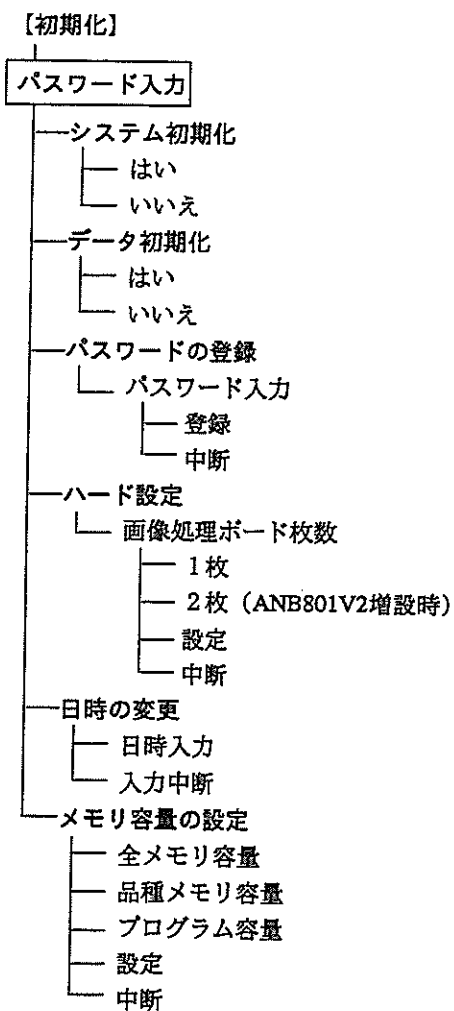 【初期化】
パスワード入力
システム初期化
はい
いいえ
データ初期化
はい
いいえ
パスワードの登録
パスワード入力
登録
中断
ハード設定
画像処理ボード枚数
1枚
2枚（ANB801V2増設時）
設定
中断
日時の変更
日時入力
入力中断
メモリ容量の設定
全メモリ容量
品種メモリ容量
プログラム容量
設定
中断